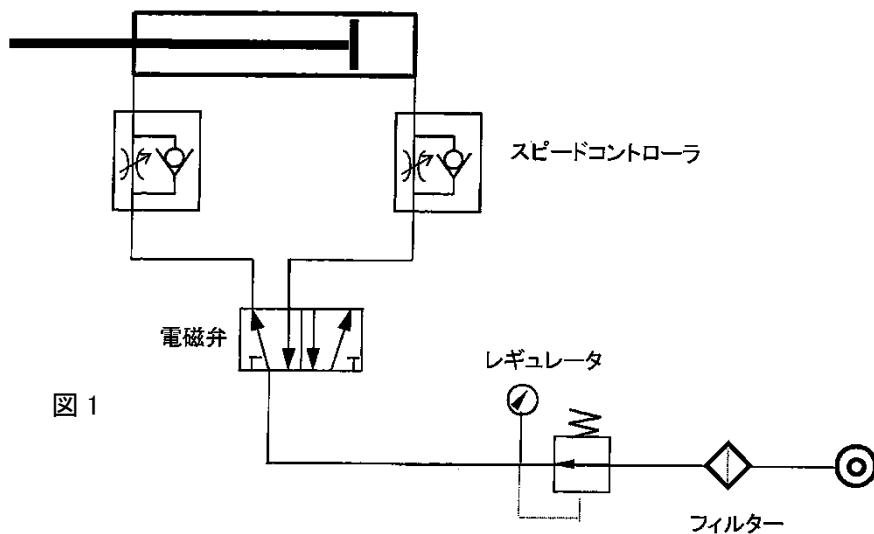 スピードコントローラ
電磁弁
レギュレータ
図1
フィルター